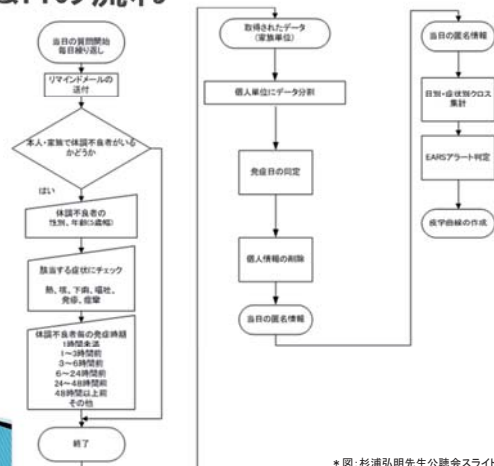 当日の質問開始
毎日繰り返し
リマインドメールの
送付
本人・家族で体調不良者がいる
かどうか
はい
体調不良者の
性別、年齢(5歳幅)
該当する症状にチェック
熱、咳、下痢、嘔吐、
発疹、痙攣
体調不良者毎の発症時期
1時間未満
1～3時間前
3～6時間前
6～24時間前
24～48時間前
48時間以上前
その他
終了
取得されたデータ
(家族単位)
個人単位にデータ分割
発症日の同定
個人情報の削除
当日の匿名情報
当日の匿名情報
日別・症状別クロス
集計
EARSアラート判定
疫学曲線の作成
＊図：杉浦弘明先生公聴会スライド